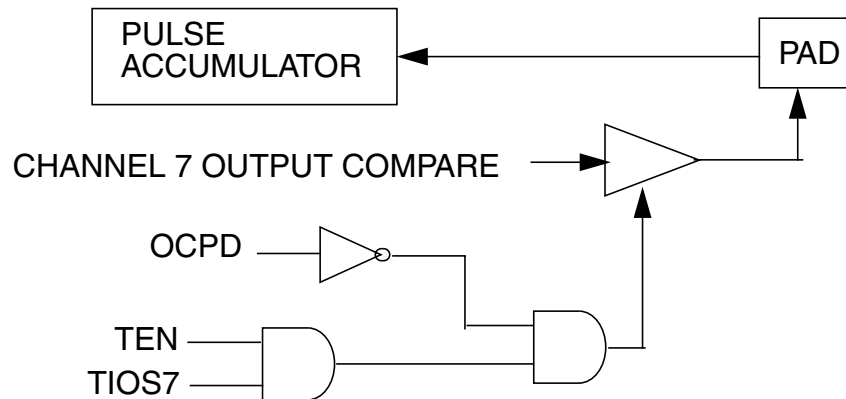 PULSE
ACCUMULATOR
PAD
CHANNEL 7 OUTPUT COMPARE
OCPD
TEN
TIOS7